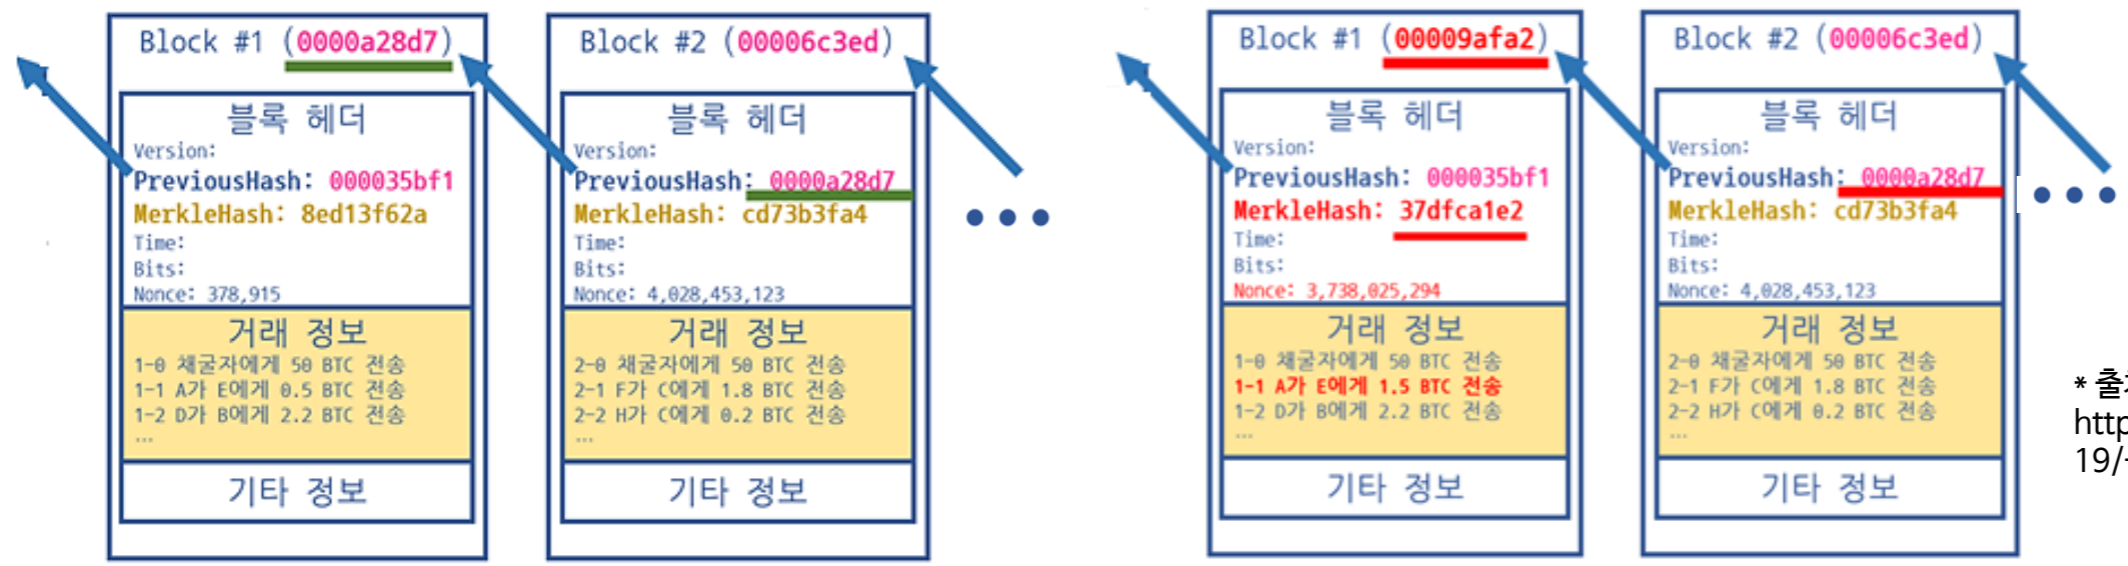 Block #1 (0000a28d7)
블록 헤더
Version:
PreviousHash: 000035bf1
MerkleHash: 8ed13f62a
Time:
Bits:
Nonce: 378,915
거래 정보
1-0 채굴자에게 50 BTC 전송
1-1 A가 E에게 0.5 BTC 전송
1-2 D가 B에게 2.2 BTC 전송
...
기타 정보
Block #2 (00006c3ed)
블록 헤더
Version:
PreviousHash: 0000a28d7
MerkleHash: cd73b3fa4
Time:
Bits:
Nonce: 4,028,453,123
거래 정보
2-0 채굴자에게 50 BTC 전송
2-1 F가 C에게 1.8 BTC 전송
2-2 H가 C에게 0.2 BTC 전송
...
기타 정보
Block #1 (00009afa2)
블록 헤더
Version:
PreviousHash: 000035bf1
MerkleHash: 37dfca1e2
Time:
Bits:
Nonce: 3,738,025,294
거래 정보
1-0 채굴자에게 50 BTC 전송
1-1 A가 E에게 1.5 BTC 전송
1-2 D가 B에게 2.2 BTC 전송
...
기타 정보
Block #2 (00006c3ed)
블록 헤더
Version:
PreviousHash: 0000a28d7
MerkleHash: cd73b3fa4
Time:
Bits:
Nonce: 4,028,453,123
거래 정보
2-0 채굴자에게 50 BTC 전송
2-1 F가 C에게 1.8 BTC 전송
2-2 H가 C에게 0.2 BTC 전송
...
기타 정보
* 출
http
19/